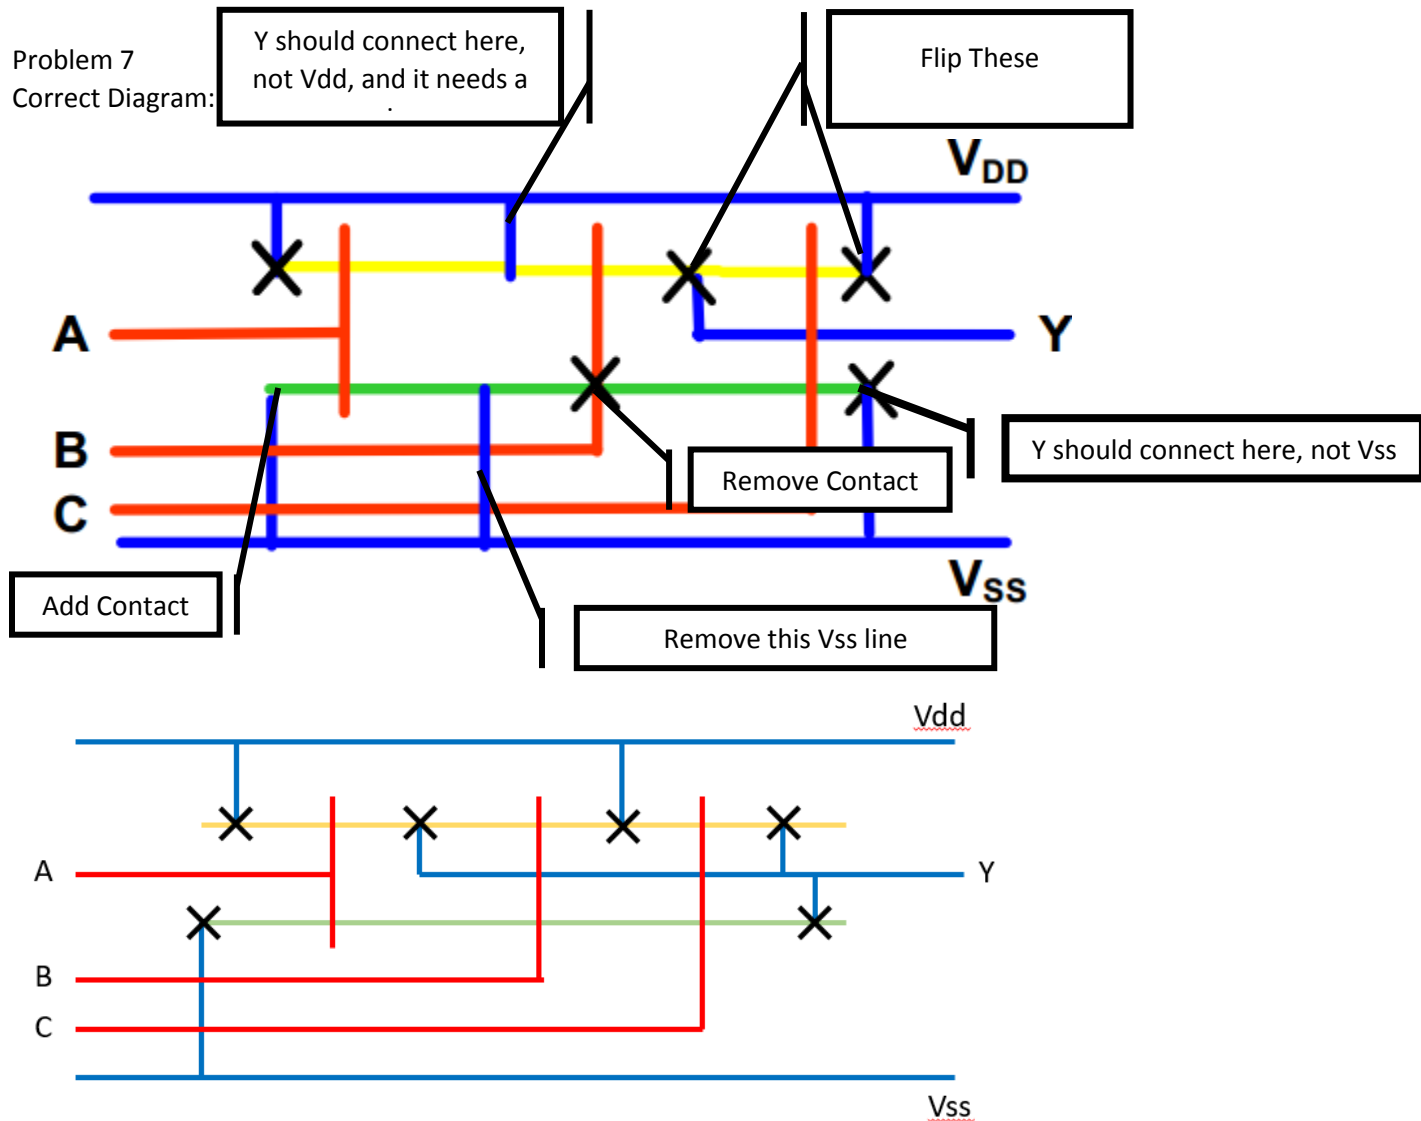 Problem 7
Correct Diagram:
Y should connect here,
not Vdd, and it needs a
.
Flip These
VDD
A
Y
B
C
Y should connect here, not Vss
Remove Contact
VSS
Add Contact
Remove this Vss line
Vdd
A
Y
B
C
Vss